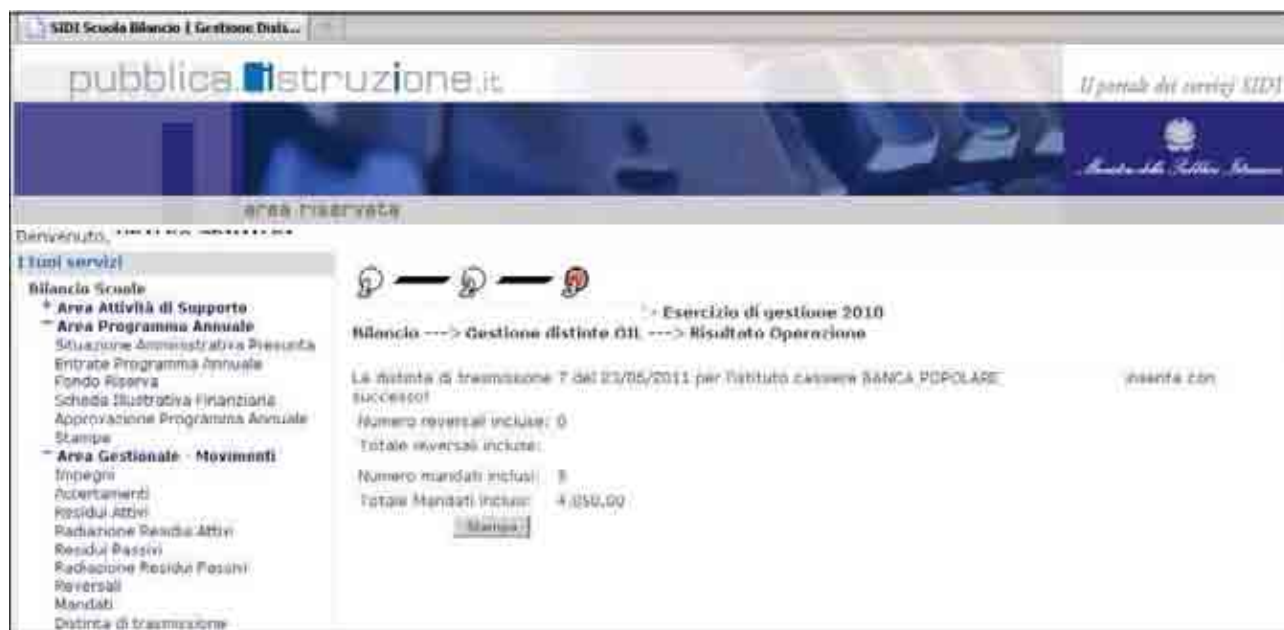 SIDI Scuola Bilancio [ Gestione Dists...
pubblica.istruzione.it
Il portale dei servizi SIDI
Ministero della Pubblica Istruzione
area riservata
Benvenuto,
I tuoi servizi
Bilancio Scuole
+ Area Attività di Supporto
- Area Programma Annuale
Situazione Amministrativa Presunta
Entrate Programma Annuale
Fondo Riserva
Scheda Illustrativa Finanziaria
Approvazione Programma Annuale
Stampe
- Area Gestionale - Movimenti
Impegni
Accertamenti
Residui Attivi
Radiazione Residui Attivi
Residui Passivi
Radiazione Residui Passivi
Reversali
Mandati
Distinta di trasmissione
- Esercizio di gestione 2010
Bilancio ---> Gestione distinte OIL ---> Risultato Operazione
La distinta di trasmissione 7 del 23/05/2011 per l'istituto cassiere BANCA POPOLARE inserita con
successo!
Numero reversali incluse: 0
Totale reversali incluse:
Numero mandati inclusi:
Totale Mandati inclusi: 4.050,00
Stampa